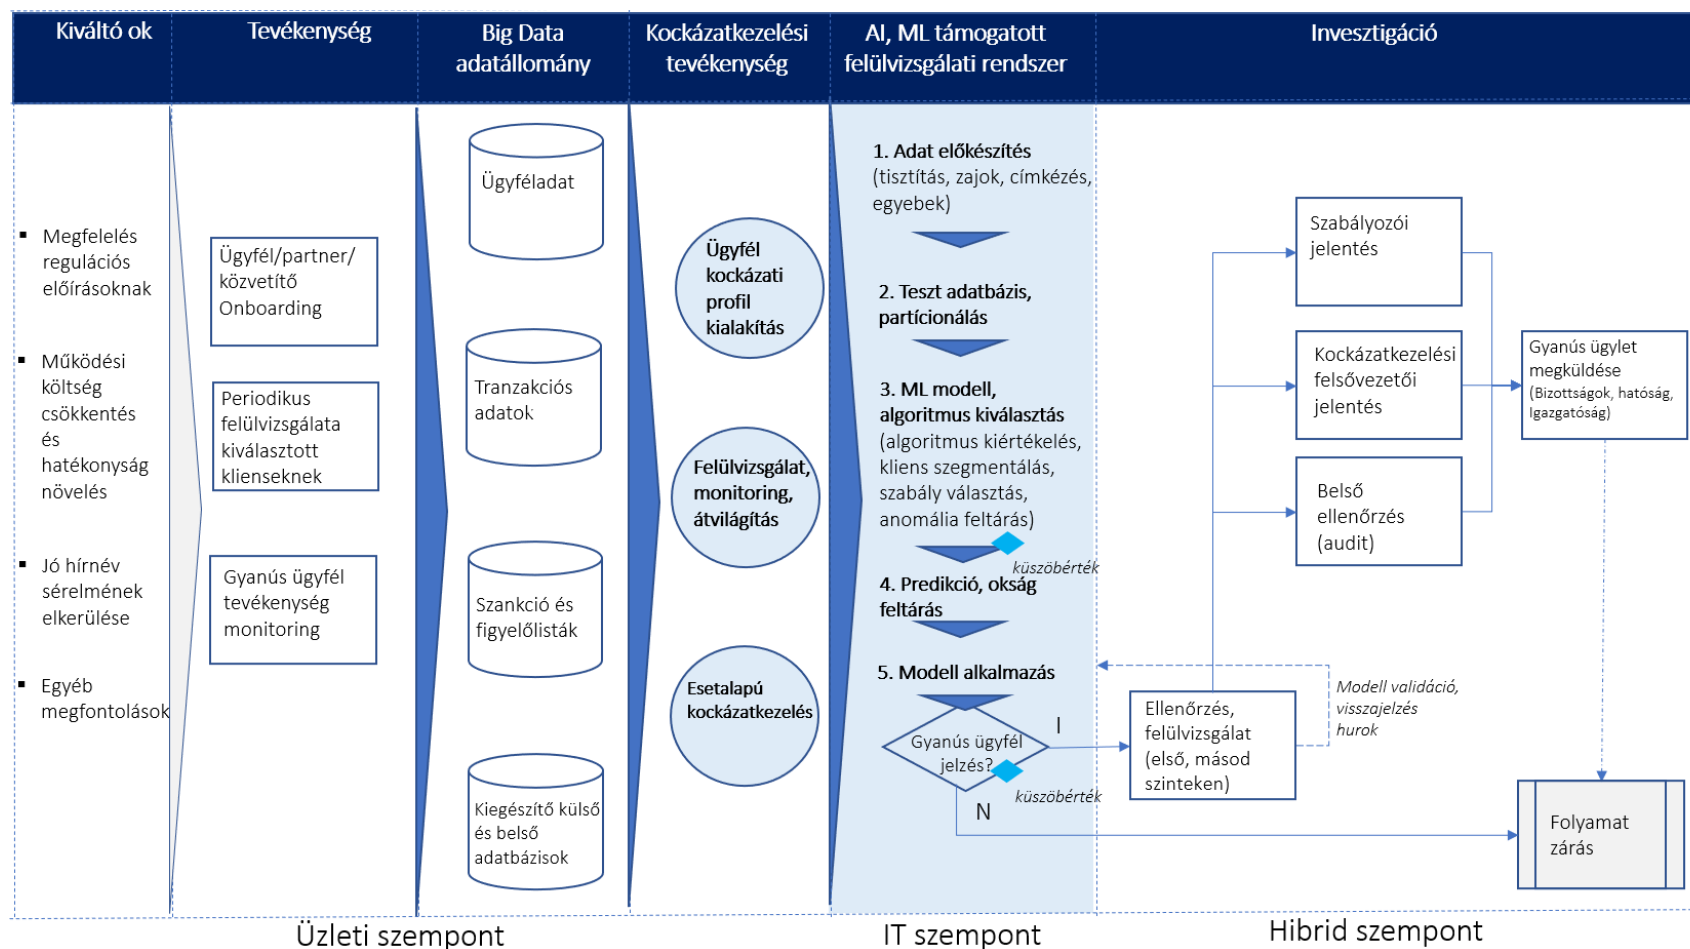 Kiváltó ok
Tevékenység
Big Data
adatállomány
Kockázatkezelési
tevékenység
AI, ML támogatott
felülvizsgálati rendszer
Invesztigáció
▪ Megfelelés
regulációs
előírásoknak
▪ Működési
költség
csökkentés
és
hatékonyság
növelés
▪ Jó hírnév
sérelmének
elkerülése
▪ Egyéb
megfontolások
Ügyfél/partner/
közvetítő
Onboarding
Periodikus
felülvizsgálata
kiválasztott
klienseknek
Gyanús ügyfél
tevékenység
monitoring
Ügyféladat
Tranzakciós
adatok
Szankció és
figyelőlisták
Kiegészítő külső
és belső
adatbázisok
Ügyfél
kockázati
profil
kialakítás
Felülvizsgálat,
monitoring,
átvilágítás
Esetalapú
kockázatkezelés
1. Adat előkészítés
(tisztítás, zajok, címkézés,
egyebek)
2. Teszt adatbázis,
partícionálás
3. ML modell,
algoritmus kiválasztás
(algoritmus kiértékelés,
kliens szegmentálás,
szabály választás,
anomália feltárás)
küszöbérték
4. Predikció, okság
feltárás
5. Modell alkalmazás
Gyanús ügyfél
jelzés?
küszöbérték
I
N
Ellenőrzés,
felülvizsgálat
(első, másod
szinteken)
Modell validáció,
visszajelzés
hurok
Szabályozói
jelentés
Kockázatkezelési
felsővezetői
jelentés
Belső
ellenőrzés
(audit)
Gyanús ügylet
megküldése
(Bizottságok, hatóság,
Igazgatóság)
Folyamat
zárás
Üzleti szempont
IT szempont
Hibrid szempont